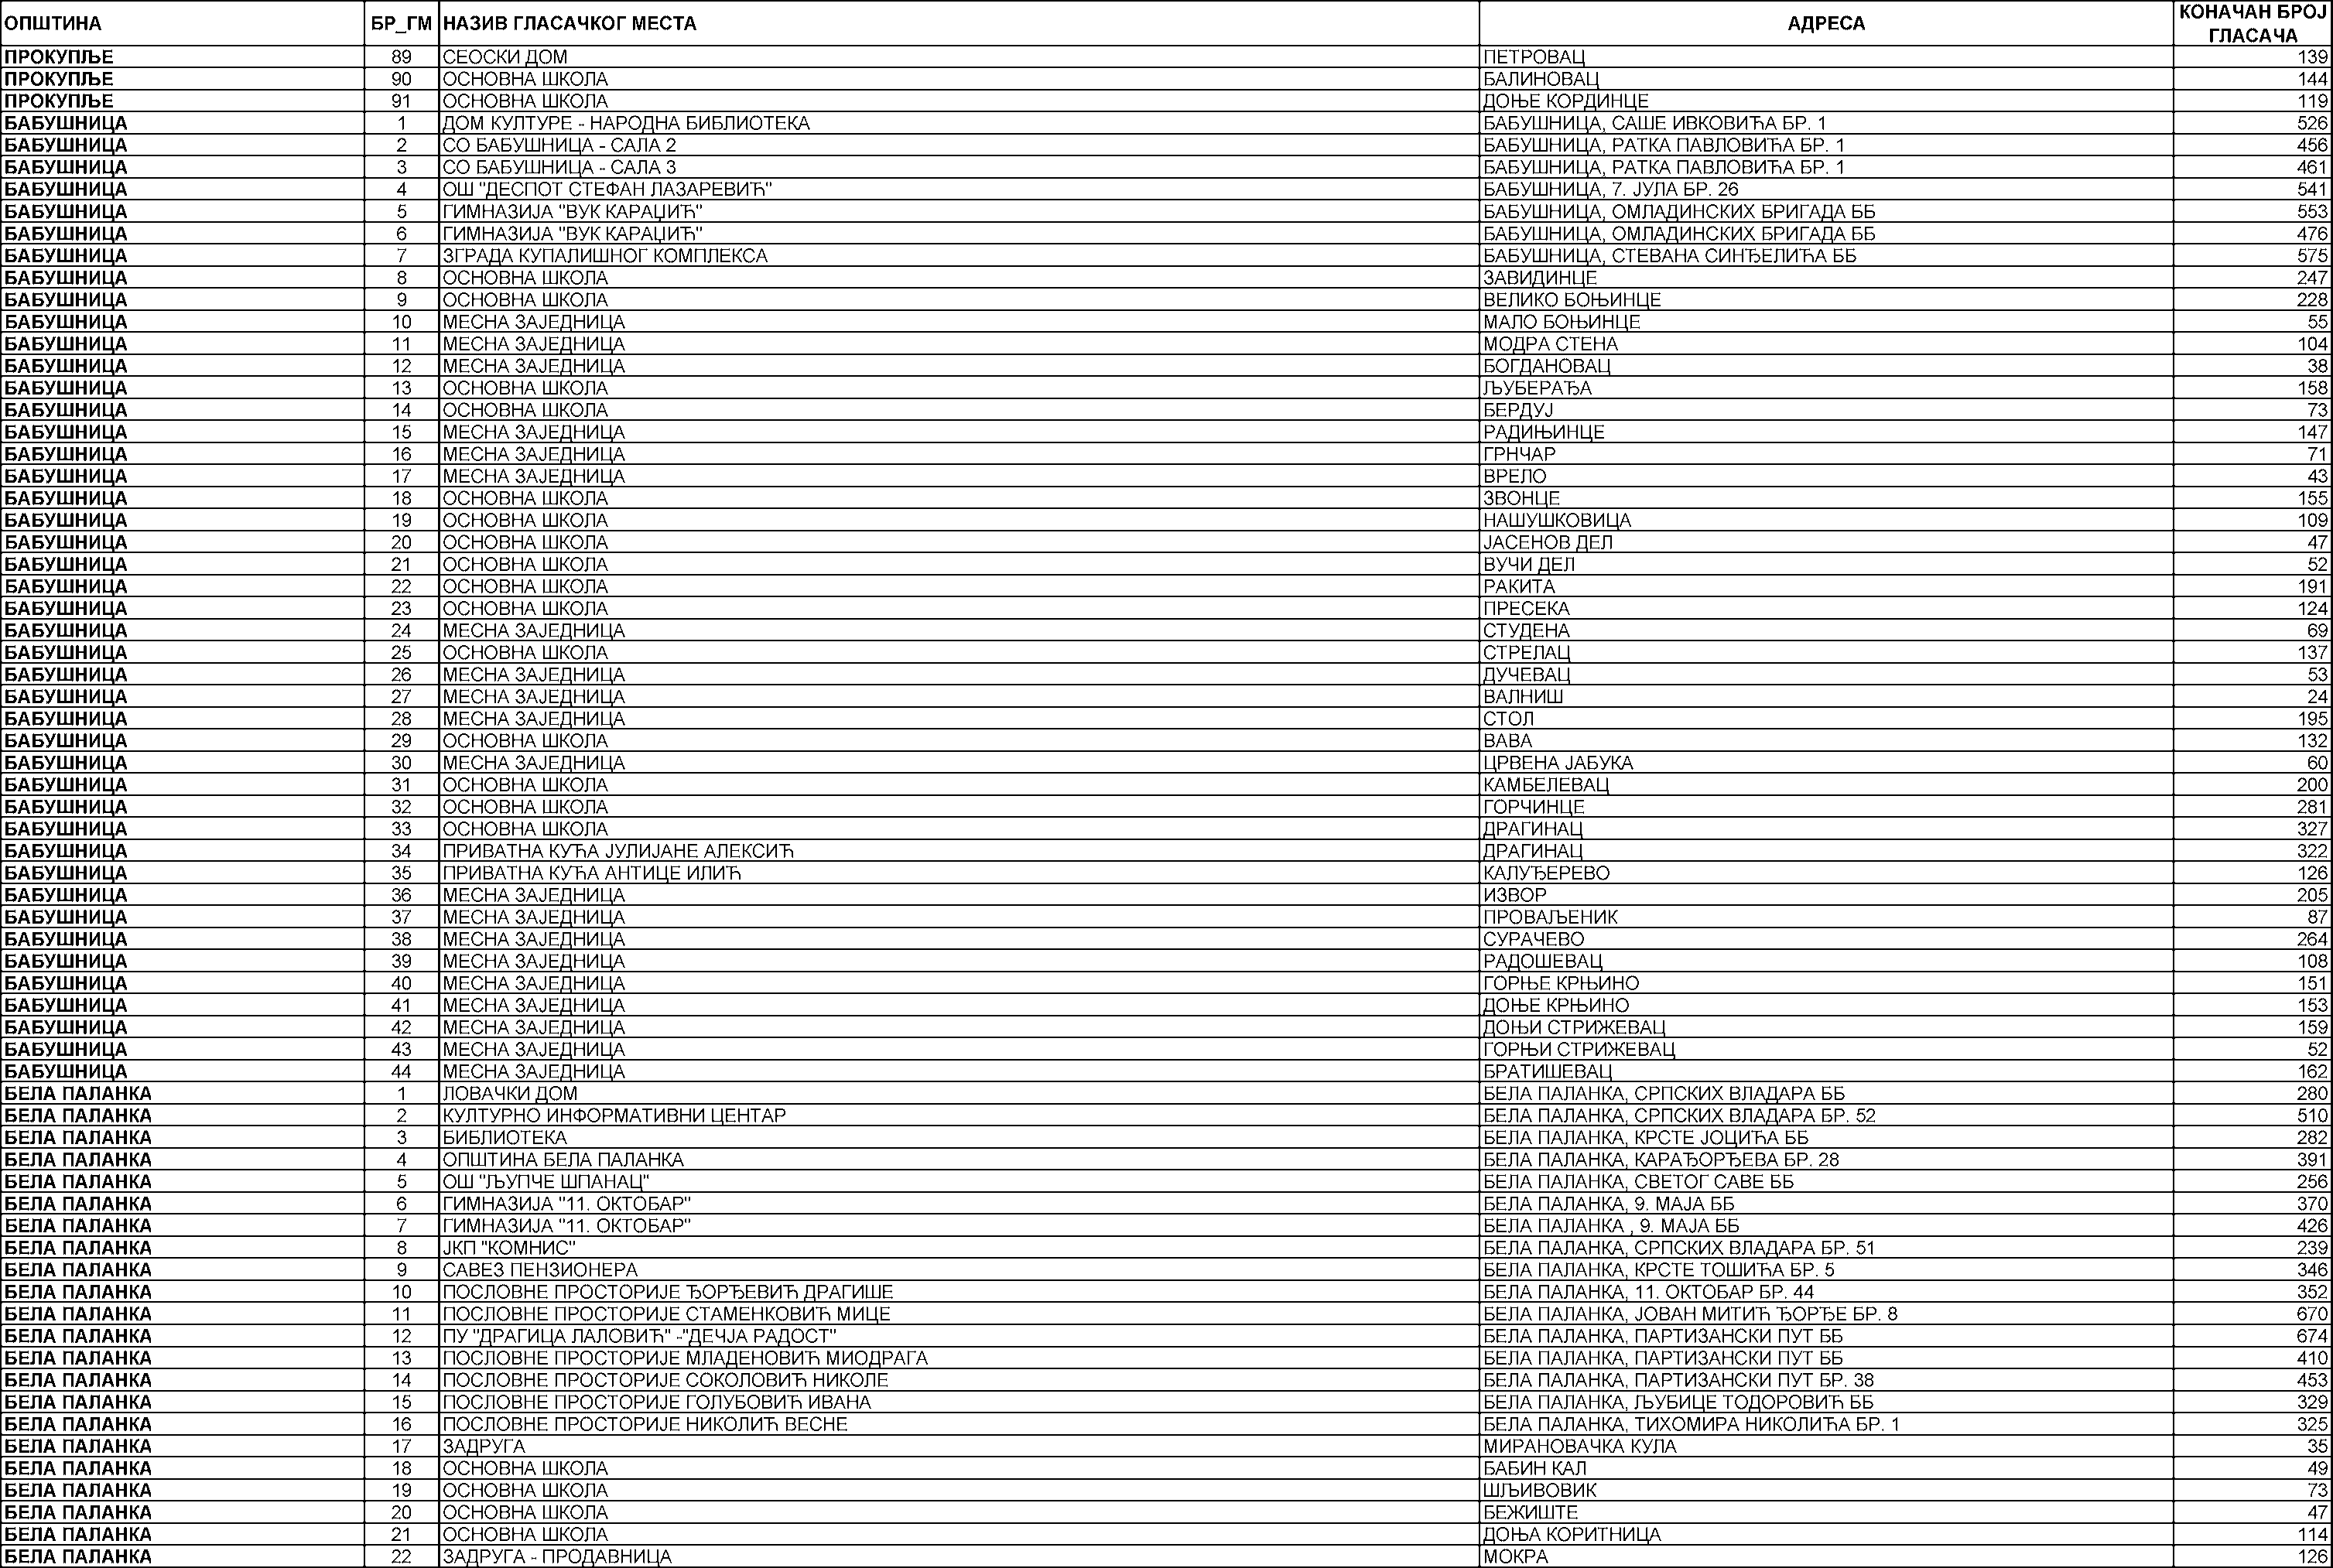 ОПШТИНА БР_ГМ НАЗИВ ГЛАСАЧКОГ МЕСТА АДРЕСА КОНАЧАН БРОЈ ГЛАСАЧА
ПРОКУПЉЕ 89 СЕОСКИ ДОМ ПЕТРОВАЦ 139
ПРОКУПЉЕ 90 ОСНОВНА ШКОЛА БАЛИНОВАЦ 144
ПРОКУПЉЕ 91 ОСНОВНА ШКОЛА ДОЊЕ КОРДИНЦЕ 119
БАБУШНИЦА 1 ДОМ КУЛТУРЕ - НАРОДНА БИБЛИОТЕКА БАБУШНИЦА, САШЕ ИВКОВИЋА БР. 1 526
БАБУШНИЦА 2 СО БАБУШНИЦА - САЛА 2 БАБУШНИЦА, РАТКА ПАВЛОВИЋА БР. 1 456
БАБУШНИЦА 3 СО БАБУШНИЦА - САЛА 3 БАБУШНИЦА, РАТКА ПАВЛОВИЋА БР. 1 461
БАБУШНИЦА 4 ОШ "ДЕСПОТ СТЕФАН ЛАЗАРЕВИЋ" БАБУШНИЦА, 7. ЈУЛА БР. 26 541
БАБУШНИЦА 5 ГИМНАЗИЈА "ВУК КАРАЏИЋ" БАБУШНИЦА, ОМЛАДИНСКИХ БРИГАДА ББ 553
БАБУШНИЦА 6 ГИМНАЗИЈА "ВУК КАРАЏИЋ" БАБУШНИЦА, ОМЛАДИНСКИХ БРИГАДА ББ 476
БАБУШНИЦА 7 ЗГРАДА КУПАЛИШНОГ КОМПЛЕКСА БАБУШНИЦА, СТЕВАНА СИНЂЕЛИЋА ББ 575
БАБУШНИЦА 8 ОСНОВНА ШКОЛА ЗАВИДИНЦЕ 247
БАБУШНИЦА 9 ОСНОВНА ШКОЛА ВЕЛИКО БОЊИНЦЕ 228
БАБУШНИЦА 10 МЕСНА ЗАЈЕДНИЦА МАЛО БОЊИНЦЕ 55
БАБУШНИЦА 11 МЕСНА ЗАЈЕДНИЦА МОДРА СТЕНА 104
БАБУШНИЦА 12 МЕСНА ЗАЈЕДНИЦА БОГДАНОВАЦ 38
БАБУШНИЦА 13 ОСНОВНА ШКОЛА ЉУБЕРАЂА 158
БАБУШНИЦА 14 ОСНОВНА ШКОЛА БЕРДУЈ 73
БАБУШНИЦА 15 МЕСНА ЗАЈЕДНИЦА РАДИЊИНЦЕ 147
БАБУШНИЦА 16 МЕСНА ЗАЈЕДНИЦА ГРНЧАР 71
БАБУШНИЦА 17 МЕСНА ЗАЈЕДНИЦА ВРЕЛО 43
БАБУШНИЦА 18 ОСНОВНА ШКОЛА ЗВОНЦЕ 155
БАБУШНИЦА 19 ОСНОВНА ШКОЛА НАШУШКОВИЦА 109
БАБУШНИЦА 20 ОСНОВНА ШКОЛА ЈАСЕНОВ ДЕЛ 47
БАБУШНИЦА 21 ОСНОВНА ШКОЛА ВУЧИ ДЕЛ 52
БАБУШНИЦА 22 ОСНОВНА ШКОЛА РАКИТА 191
БАБУШНИЦА 23 ОСНОВНА ШКОЛА ПРЕСЕКА 124
БАБУШНИЦА 24 МЕСНА ЗАЈЕДНИЦА СТУДЕНА 69
БАБУШНИЦА 25 ОСНОВНА ШКОЛА СТРЕЛАЦ 137
БАБУШНИЦА 26 МЕСНА ЗАЈЕДНИЦА ДУЧЕВАЦ 53
БАБУШНИЦА 27 МЕСНА ЗАЈЕДНИЦА ВАЛНИШ 24
БАБУШНИЦА 28 МЕСНА ЗАЈЕДНИЦА СТОЛ 195
БАБУШНИЦА 29 ОСНОВНА ШКОЛА ВАВА 132
БАБУШНИЦА 30 МЕСНА ЗАЈЕДНИЦА ЦРВЕНА ЈАБУКА 60
БАБУШНИЦА 31 ОСНОВНА ШКОЛА КАМБЕЛЕВАЦ 200
БАБУШНИЦА 32 ОСНОВНА ШКОЛА ГОРЧИНЦЕ 281
БАБУШНИЦА 33 ОСНОВНА ШКОЛА ДРАГИНАЦ 327
БАБУШНИЦА 34 ПРИВАТНА КУЋА ЈУЛИЈАНЕ АЛЕКСИЋ ДРАГИНАЦ 322
БАБУШНИЦА 35 ПРИВАТНА КУЋА АНТИЦЕ ИЛИЋ КАЛУЂЕРЕВО 126
БАБУШНИЦА 36 МЕСНА ЗАЈЕДНИЦА ИЗВОР 205
БАБУШНИЦА 37 МЕСНА ЗАЈЕДНИЦА ПРОВАЉЕНИК 87
БАБУШНИЦА 38 МЕСНА ЗАЈЕДНИЦА СУРАЧЕВО 264
БАБУШНИЦА 39 МЕСНА ЗАЈЕДНИЦА РАДОШЕВАЦ 108
БАБУШНИЦА 40 МЕСНА ЗАЈЕДНИЦА ГОРЊЕ КРЊИНО 151
БАБУШНИЦА 41 МЕСНА ЗАЈЕДНИЦА ДОЊЕ КРЊИНО 153
БАБУШНИЦА 42 МЕСНА ЗАЈЕДНИЦА ДОЊИ СТРИЖЕВАЦ 159
БАБУШНИЦА 43 МЕСНА ЗАЈЕДНИЦА ГОРЊИ СТРИЖЕВАЦ 52
БАБУШНИЦА 44 МЕСНА ЗАЈЕДНИЦА БРАТИШЕВАЦ 162
БЕЛА ПАЛАНКА 1 ЛОВАЧКИ ДОМ БЕЛА ПАЛАНКА, СРПСКИХ ВЛАДАРА ББ 280
БЕЛА ПАЛАНКА 2 КУЛТУРНО ИНФОРМАТИВНИ ЦЕНТАР БЕЛА ПАЛАНКА, СРПСКИХ ВЛАДАРА БР. 52 510
БЕЛА ПАЛАНКА 3 БИБЛИОТЕКА БЕЛА ПАЛАНКА, КРСТЕ ЈОЦИЋА ББ 282
БЕЛА ПАЛАНКА 4 ОПШТИНА БЕЛА ПАЛАНКА БЕЛА ПАЛАНКА, КАРАЂОРЂЕВА БР. 28 391
БЕЛА ПАЛАНКА 5 ОШ "ЉУПЧЕ ШПАНАЦ" БЕЛА ПАЛАНКА, СВЕТОГ САВЕ ББ 256
БЕЛА ПАЛАНКА 6 ГИМНАЗИЈА "11. ОКТОБАР" БЕЛА ПАЛАНКА, 9. МАЈА ББ 370
БЕЛА ПАЛАНКА 7 ГИМНАЗИЈА "11. ОКТОБАР" БЕЛА ПАЛАНКА , 9. МАЈА ББ 426
БЕЛА ПАЛАНКА 8 ЈКП "КОМНИС" БЕЛА ПАЛАНКА, СРПСКИХ ВЛАДАРА БР. 51 239
БЕЛА ПАЛАНКА 9 САВЕЗ ПЕНЗИОНЕРА БЕЛА ПАЛАНКА, КРСТЕ ТОШИЋА БР. 5 346
БЕЛА ПАЛАНКА 10 ПОСЛОВНЕ ПРОСТОРИЈЕ ЂОРЂЕВИЋ ДРАГИШЕ БЕЛА ПАЛАНКА, 11. ОКТОБАР БР. 44 352
БЕЛА ПАЛАНКА 11 ПОСЛОВНЕ ПРОСТОРИЈЕ СТАМЕНКОВИЋ МИЦЕ БЕЛА ПАЛАНКА, ЈОВАН МИТИЋ ЂОРЂЕ БР. 8 670
БЕЛА ПАЛАНКА 12 ПУ "ДРАГИЦА ЛАЛОВИЋ" -"ДЕЧЈА РАДОСТ" БЕЛА ПАЛАНКА, ПАРТИЗАНСКИ ПУТ ББ 674
БЕЛА ПАЛАНКА 13 ПОСЛОВНЕ ПРОСТОРИЈЕ МЛАДЕНОВИЋ МИОДРАГА БЕЛА ПАЛАНКА, ПАРТИЗАНСКИ ПУТ ББ 410
БЕЛА ПАЛАНКА 14 ПОСЛОВНЕ ПРОСТОРИЈЕ СОКОЛОВИЋ НИКОЛЕ БЕЛА ПАЛАНКА, ПАРТИЗАНСКИ ПУТ БР. 38 453
БЕЛА ПАЛАНКА 15 ПОСЛОВНЕ ПРОСТОРИЈЕ ГОЛУБОВИЋ ИВАНА БЕЛА ПАЛАНКА, ЉУБИЦЕ ТОДОРОВИЋ ББ 329
БЕЛА ПАЛАНКА 16 ПОСЛОВНЕ ПРОСТОРИЈЕ НИКОЛИЋ ВЕСНЕ БЕЛА ПАЛАНКА, ТИХОМИРА НИКОЛИЋА БР. 1 325
БЕЛА ПАЛАНКА 17 ЗАДРУГА МИРАНОВАЧКА КУЛА 35
БЕЛА ПАЛАНКА 18 ОСНОВНА ШКОЛА БАБИН КАЛ 49
БЕЛА ПАЛАНКА 19 ОСНОВНА ШКОЛА ШЉИВОВИК 73
БЕЛА ПАЛАНКА 20 ОСНОВНА ШКОЛА БЕЖИШТЕ 47
БЕЛА ПАЛАНКА 21 ОСНОВНА ШКОЛА ДОЊА КОРИТНИЦА 114
БЕЛА ПАЛАНКА 22 ЗАДРУГА - ПРОДАВНИЦА МОКРА 126